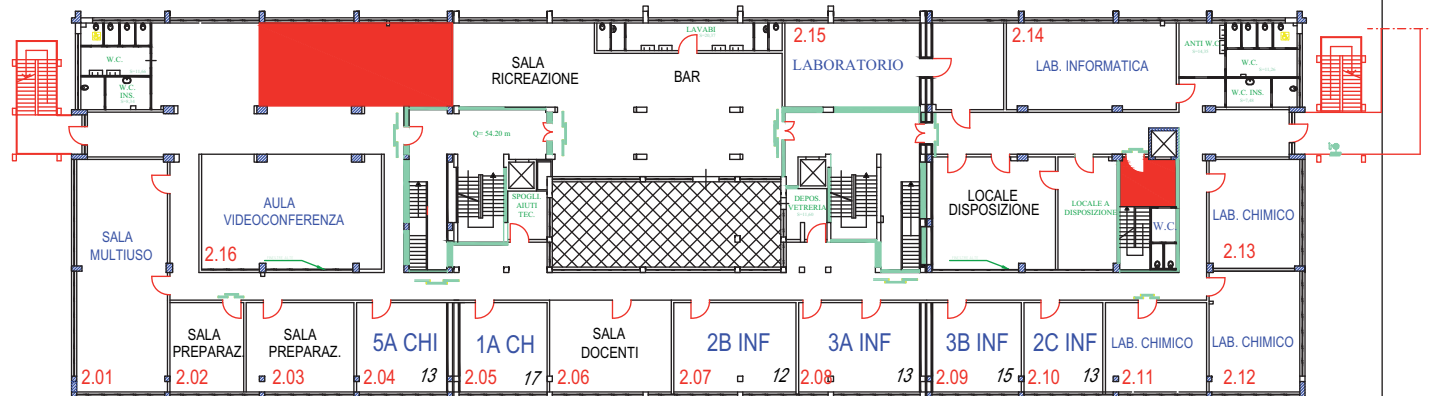 LAVABI
2.15
2.14
ANTI W.C.
W.C.
SALA
RICREAZIONE
BAR
LABORATORIO
LAB. INFORMATICA
W.C.
W.C.
INS.
W.C. INS.
Q= 54.20 m
AULA
VIDEOCONFERENZA
SPOGLI.
AIUTI
TEC.
DEPOS.
VETRERIA
LOCALE
DISPOSIZIONE
LOCALE A
DISPOSIZIONE
W.C.
LAB. CHIMICO
SALA
MULTIUSO
2.16
2.13
SALA
PREPARAZ.
SALA
PREPARAZ.
5A CHI
1A CH
SALA
DOCENTI
2B INF
3A INF
3B INF
2C INF
LAB. CHIMICO
LAB. CHIMICO
2.01
2.02
2.03
2.04
13
2.05
17
2.06
2.07
12
2.08
13
2.09
15
2.10
13
2.11
2.12